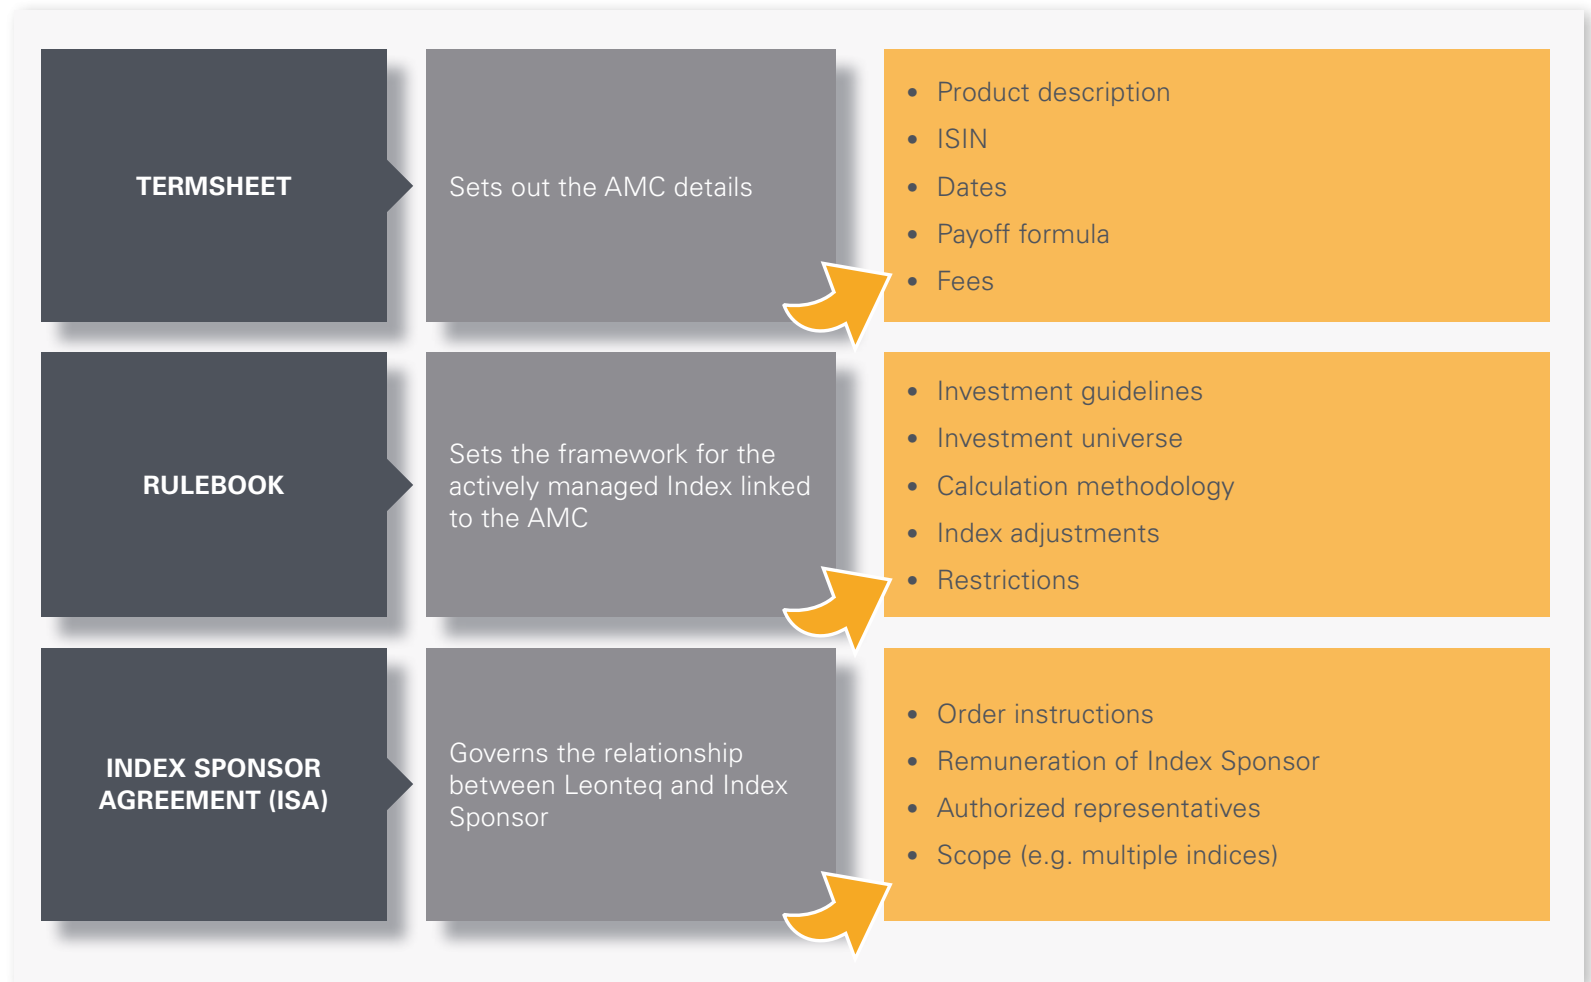 TERMSHEET
Sets out the AMC details
• Product description
• ISIN
• Dates
• Payoff formula
• Fees
RULEBOOK
Sets the framework for the
actively managed Index linked
to the AMC
• Investment guidelines
• Investment universe
• Calculation methodology
• Index adjustments
• Restrictions
INDEX SPONSOR
AGREEMENT (ISA)
Governs the relationship
between Leonteq and Index
Sponsor
• Order instructions
• Remuneration of Index Sponsor
• Authorized representatives
• Scope (e.g. multiple indices)